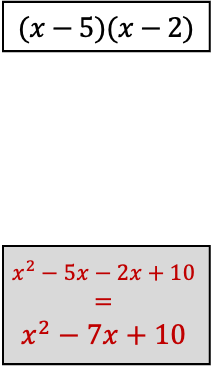 (x − 5)(x − 2)
x² − 5x − 2x + 10
=
x² − 7x + 10